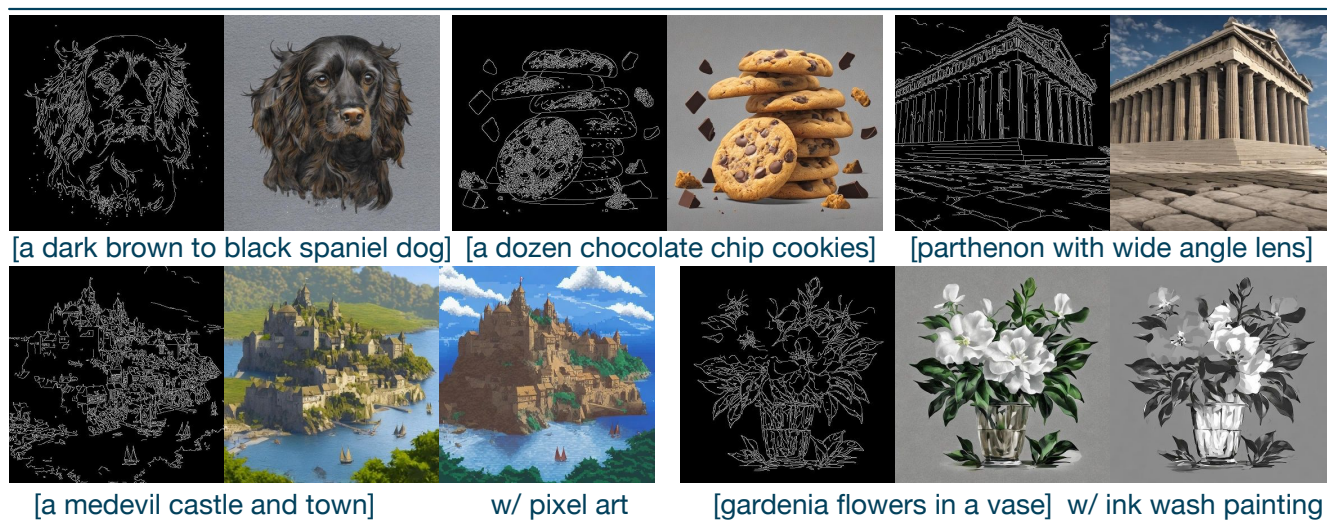 [a dark brown to black spaniel dog] [a dozen chocolate chip cookies] [parthenon with wide angle lens]
[a medevil castle and town] w/ pixel art [gardenia flowers in a vase] w/ ink wash painting